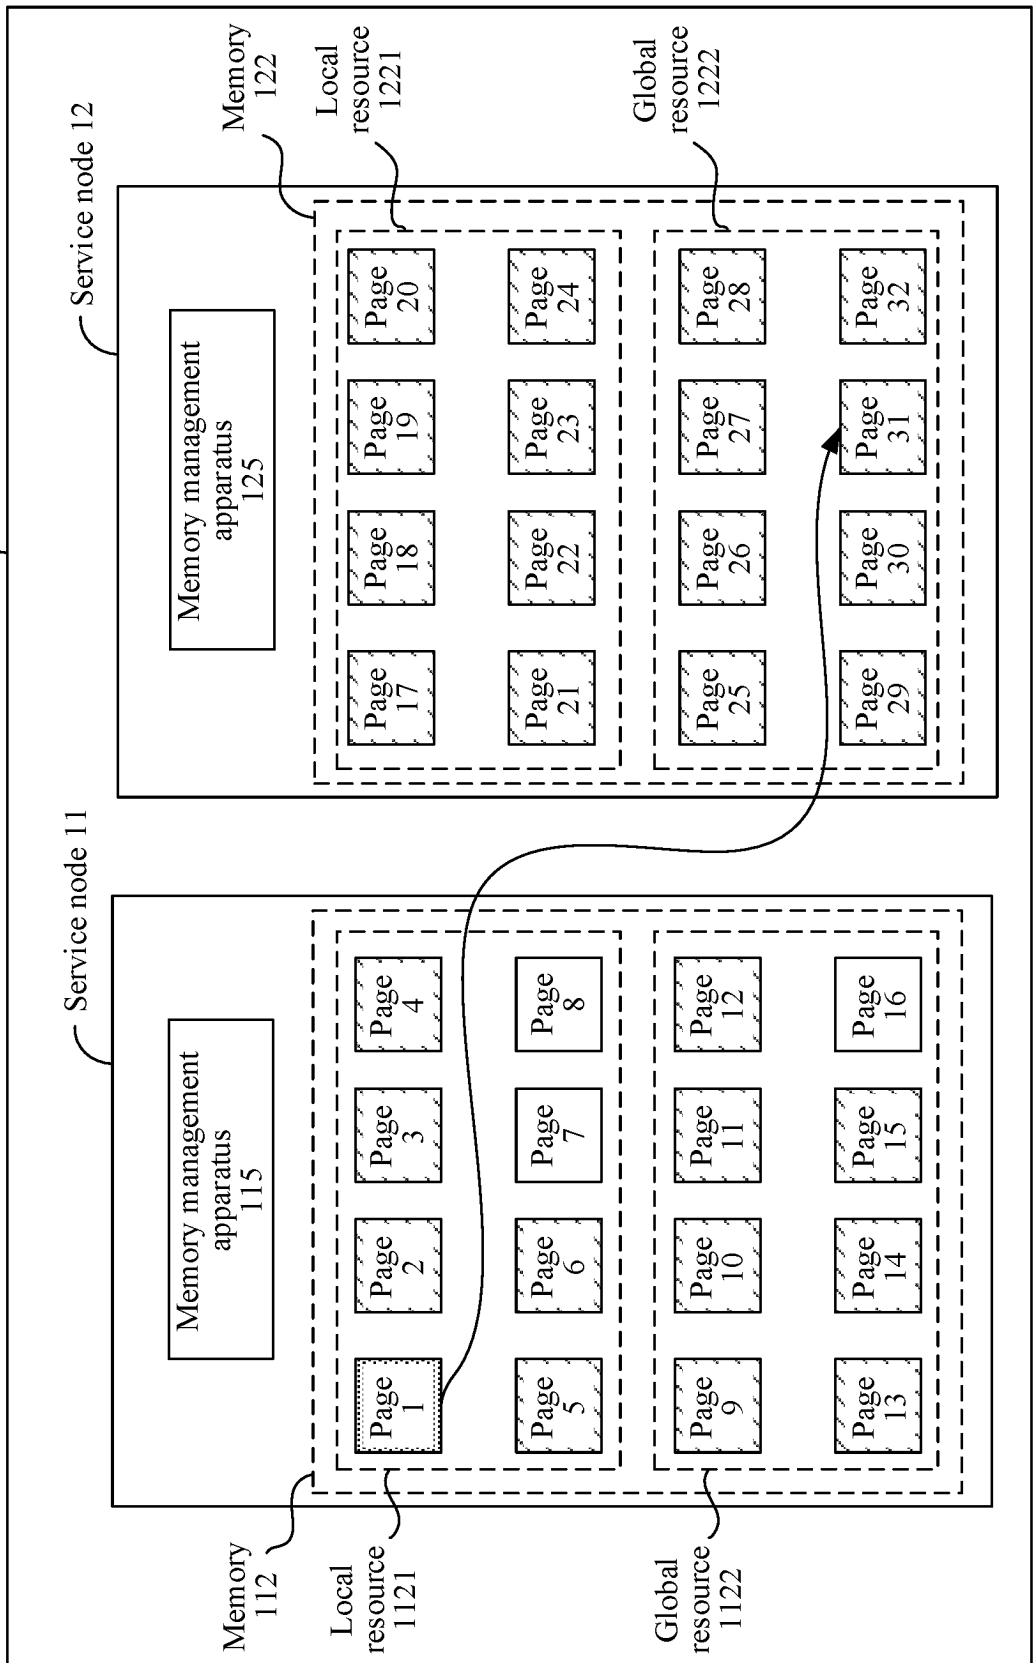 Service node 11
Memory management
apparatus
115
Memory
112
Local
resource
1121
Page
1
Page
2
Page
3
Page
4
Page
5
Page
6
Page
7
Page
8
Global
resource
1122
Page
9
Page
10
Page
11
Page
12
Page
13
Page
14
Page
15
Page
16
Service node 12
Memory management
apparatus
125
Memory
122
Local
resource
1221
Page
17
Page
18
Page
19
Page
20
Page
21
Page
22
Page
23
Page
24
Global
resource
1222
Page
25
Page
26
Page
27
Page
28
Page
29
Page
30
Page
31
Page
32